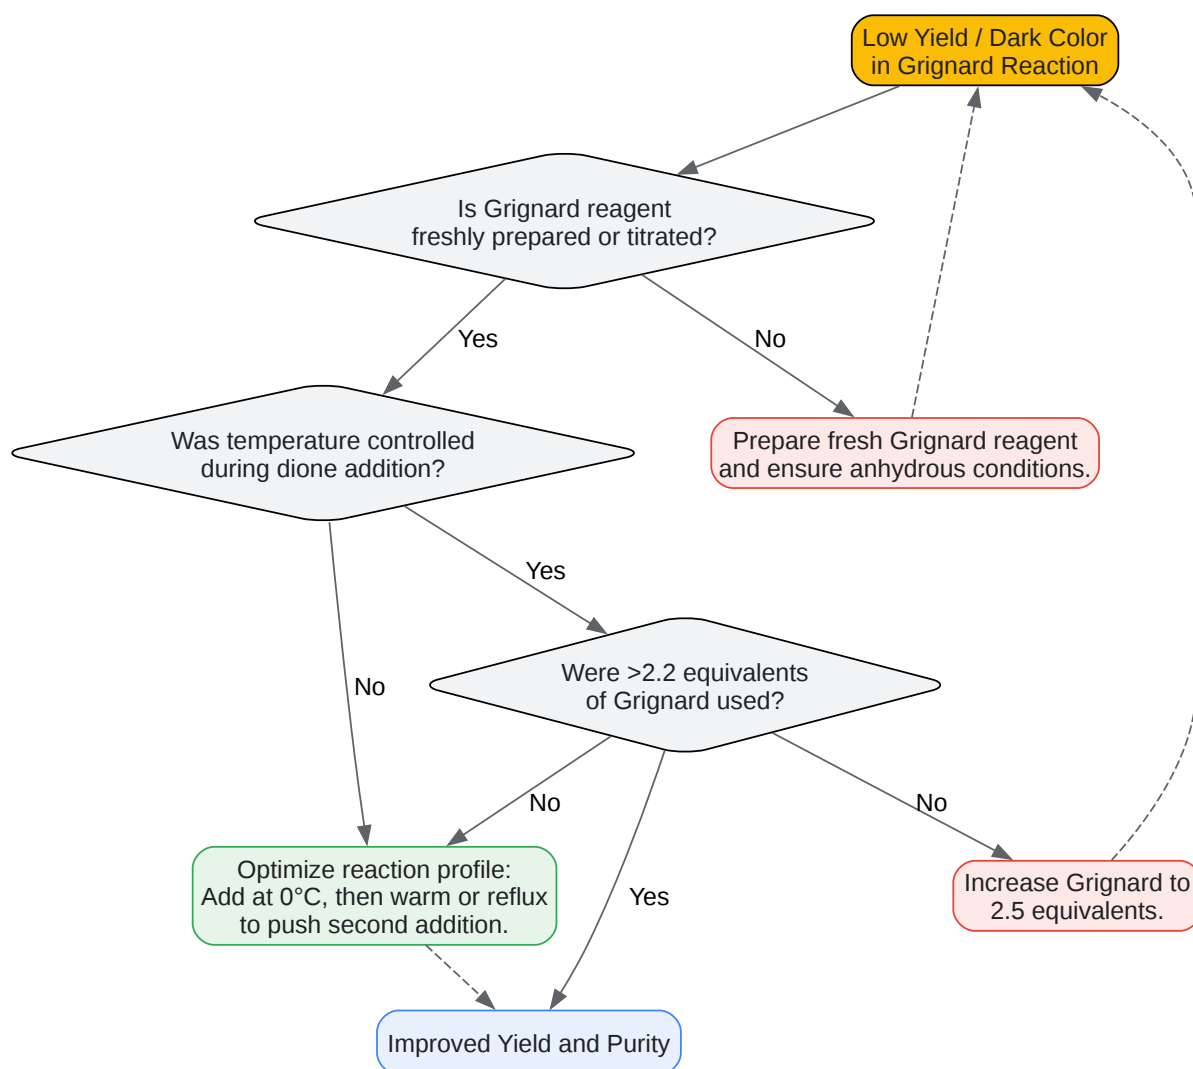 Low Yield / Dark Color
in Grignard Reaction
Is Grignard reagent
freshly prepared or titrated?
Yes
No
Was temperature controlled
during dione addition?
Prepare fresh Grignard reagent
and ensure anhydrous conditions.
Yes
No
Were >2.2 equivalents
of Grignard used?
No
No
Yes
Optimize reaction profile:
Add at 0°C, then warm or reflux
to push second addition.
Increase Grignard to
2.5 equivalents.
Improved Yield and Purity